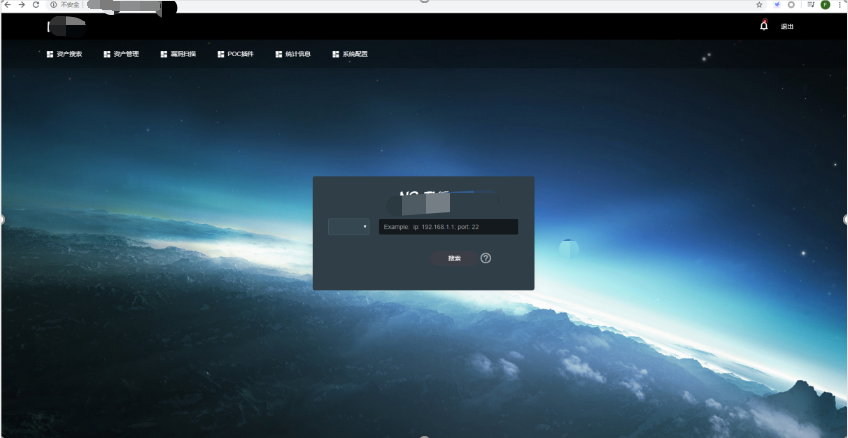 不安全
退出
资产搜索 资产管理 漏洞扫描 POC插件 统计信息 系统配置
Example: ip: 192.168.1.1; port: 22
搜索